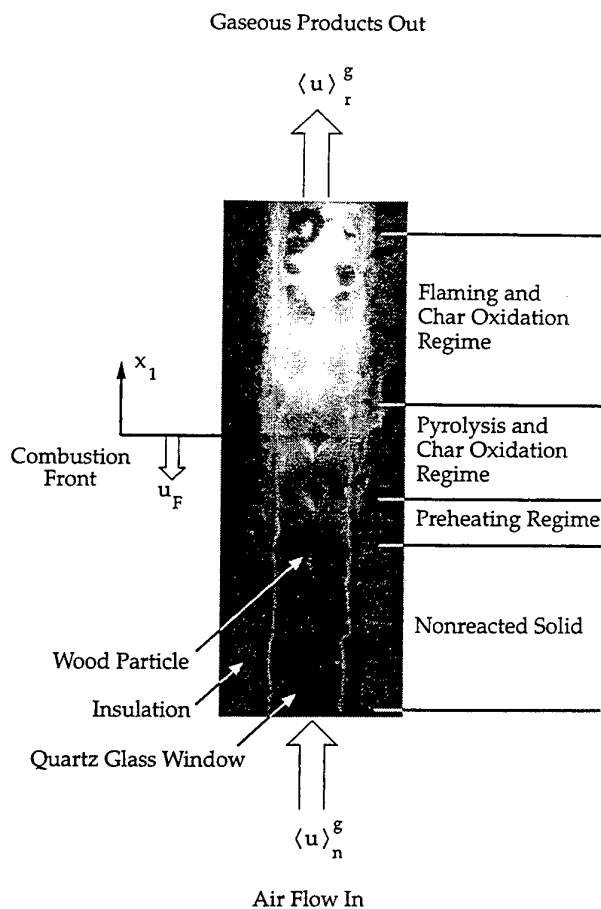 Gaseous Products Out
⟨u⟩ᵍᵣ
Flaming and
Char Oxidation
Regime
x₁
Pyrolysis and
Char Oxidation
Regime
Combustion
Front
u_F
Preheating Regime
Nonreacted Solid
Wood Particle
Insulation
Quartz Glass Window
⟨u⟩ᵍₙ
Air Flow In